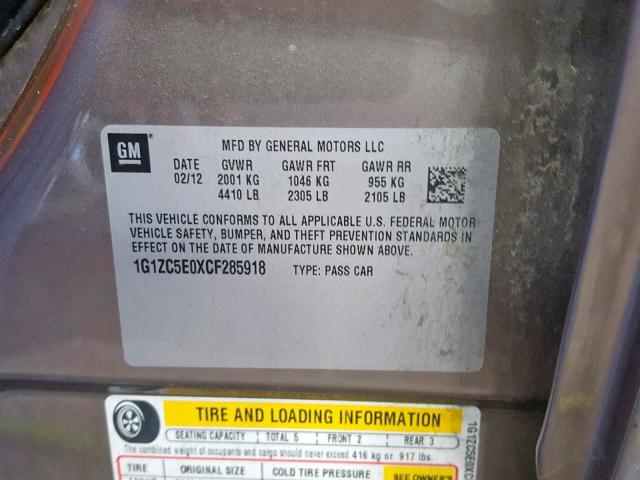 GM
MFD BY GENERAL MOTORS LLC
DATE GVWR GAWR FRT GAWR RR
02/12 2001 KG 1046 KG 955 KG
4410 LB 2305 LB 2105 LB
THIS VEHICLE CONFORMS TO ALL APPLICABLE U.S. FEDERAL MOTOR
VEHICLE SAFETY, BUMPER, AND THEFT PREVENTION STANDARDS IN
EFFECT ON THE DATE OF MANUFACTURE SHOWN ABOVE.
1G1ZC5E0XCF285918 TYPE: PASS CAR
TIRE AND LOADING INFORMATION
SEATING CAPACITY TOTAL 5 FRONT 2 REAR 3
The combined weight of occupants and cargo should never exceed 416 kg or 917 lbs.
TIRE ORIGINAL SIZE COLD TIRE PRESSURE SEE OWNER'S
1G1ZC5E0XC